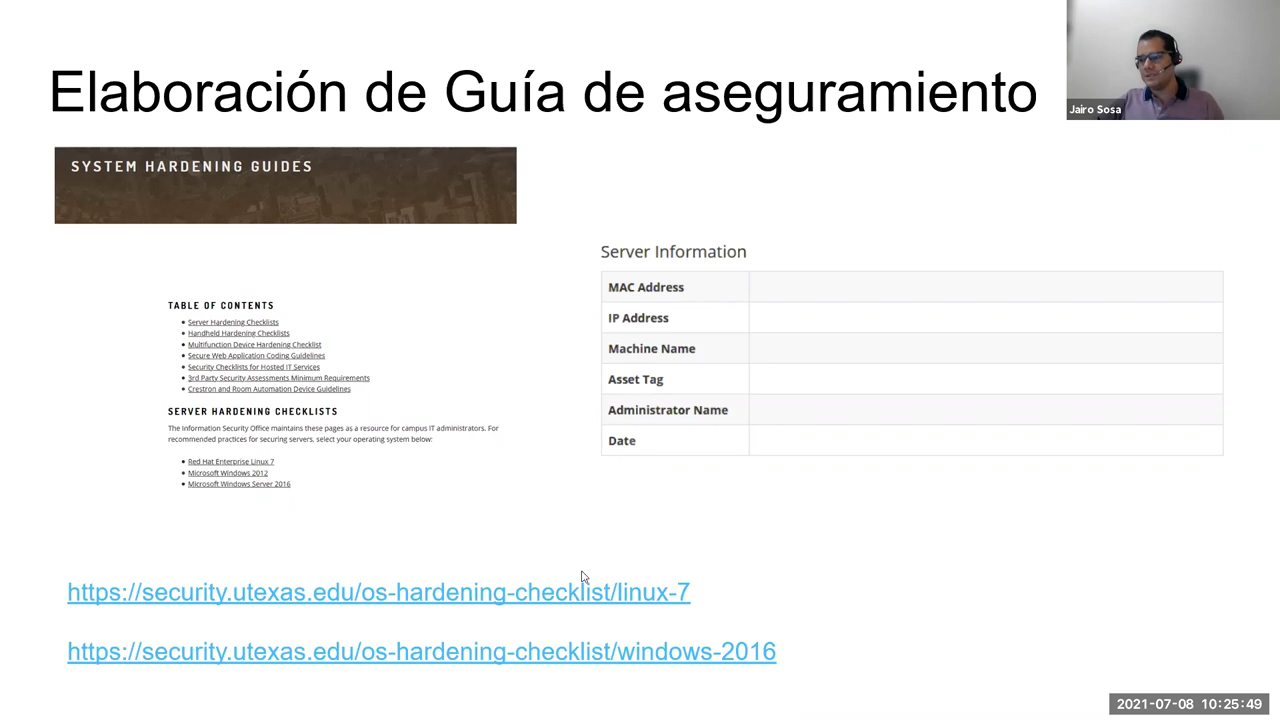 Elaboración de Guía de aseguramiento
Jairo Sosa
SYSTEM HARDENING GUIDES
TABLE OF CONTENTS
Server Hardening Checklists
Handheld Hardening Checklists
Multifunction Device Hardening Checklist
Secure Web Application Coding Guidelines
Security Checklists for Hosted IT Services
3rd Party Security Assessments Minimum Requirements
Crestron and Room Automation Device Guidelines
SERVER HARDENING CHECKLISTS
The Information Security Office maintains these pages as a resource for campus IT administrators. For
recommended practices for securing servers, select your operating system below:
Red Hat Enterprise Linux 7
Microsoft Windows 2012
Microsoft Windows Server 2016
Server Information
MAC Address
IP Address
Machine Name
Asset Tag
Administrator Name
Date
https://security.utexas.edu/os-hardening-checklist/linux-7
https://security.utexas.edu/os-hardening-checklist/windows-2016
2021-07-08 10:25:49